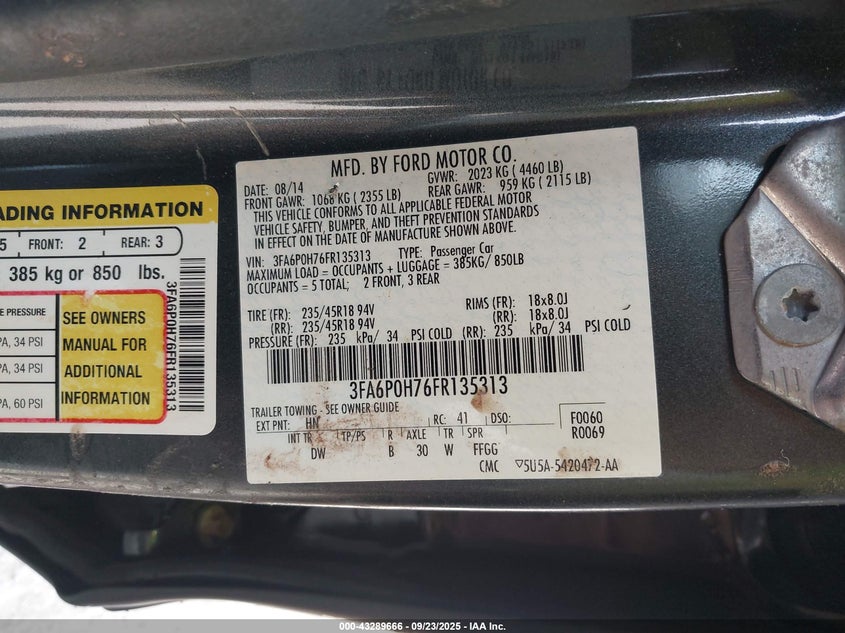 ADING INFORMATION
5 FRONT: 2 REAR: 3
385 kg or 850 lbs.
E PRESSURE
PA, 34 PSI
PA, 34 PSI
PA, 60 PSI
SEE OWNERS
MANUAL FOR
ADDITIONAL
INFORMATION
3FA6P0H76FR135313
MFD. BY FORD MOTOR CO.
DATE: 08/14 GVWR: 2023 KG ( 4460 LB)
FRONT GAWR: 1068 KG ( 2355 LB) REAR GAWR: 959 KG ( 2115 LB)
THIS VEHICLE CONFORMS TO ALL APPLICABLE FEDERAL MOTOR
VEHICLE SAFETY, BUMPER, AND THEFT PREVENTION STANDARDS
IN EFFECT ON THE DATE OF MANUFACTURE SHOWN ABOVE.
VIN: 3FA6P0H76FR135313 TYPE: Passenger Car
MAXIMUM LOAD = OCCUPANTS + LUGGAGE = 385KG/ 850LB
OCCUPANTS = 5 TOTAL; 2 FRONT, 3 REAR
TIRE (FR): 235/45R18 94V RIMS (FR): 18x8.0J
(RR): 235/45R18 94V (RR): 18x8.0J
PRESSURE (FR): 235 kPa/ 34 PSI COLD (RR): 235 kPa/ 34 PSI COLD
3FA6P0H76FR135313
TRAILER TOWING - SEE OWNER GUIDE
EXT PNT: HN RC: 41 DSO: F0060
INT TR TP/PS R AXLE TR SPR R0069
DW B 30 W FFGG
CMC ▽5U5A-5420472-AA
000-43289666 - 09/23/2025 - IAA Inc.